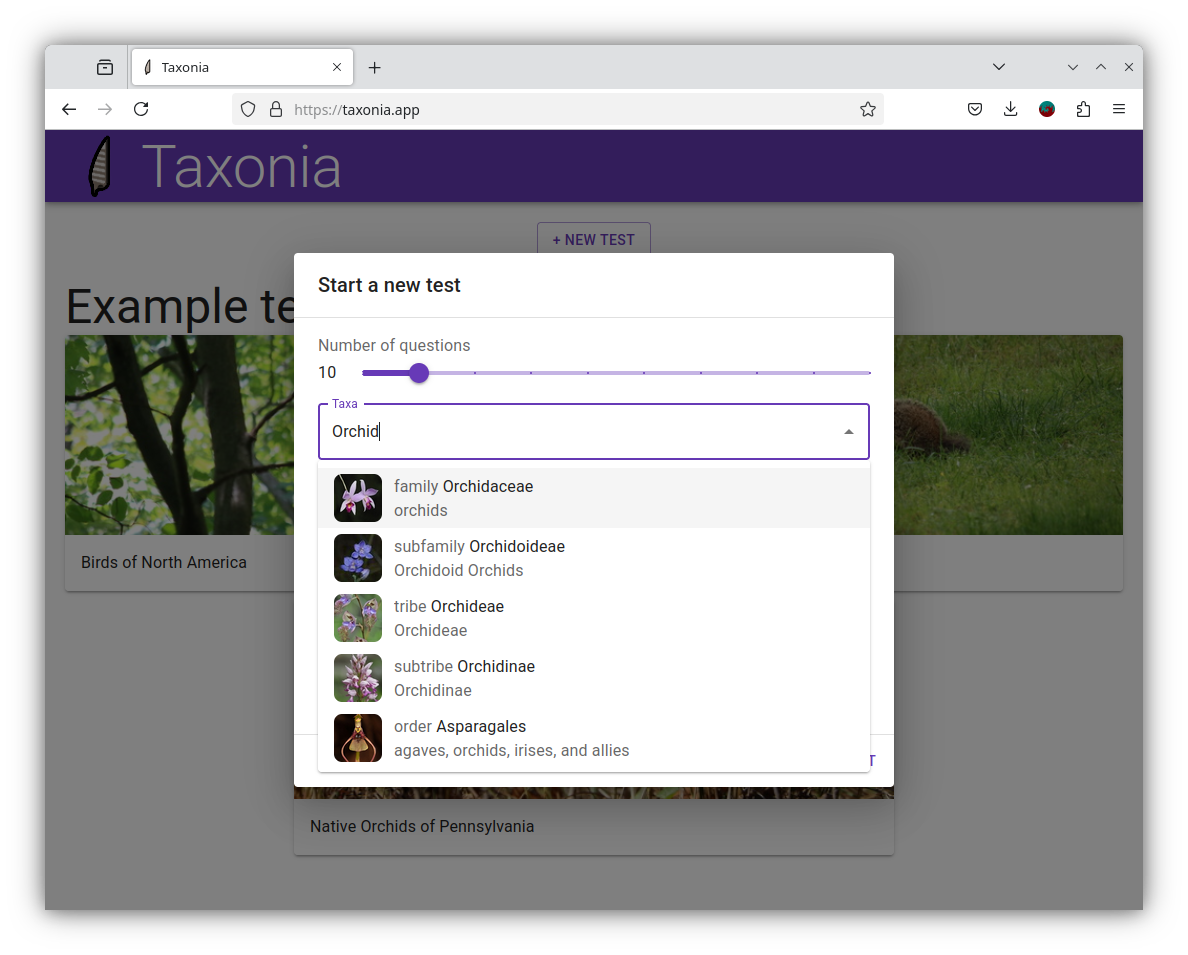 Taxonia
https://taxonia.app
Taxonia
+ NEW TEST
Example te
Start a new test
Number of questions
10
Taxa
Orchid
family Orchidaceae
orchids
subfamily Orchidoideae
Orchidoid Orchids
tribe Orchideae
Orchideae
subtribe Orchidinae
Orchidinae
order Asparagales
agaves, orchids, irises, and allies
T
Birds of North America
Native Orchids of Pennsylvania